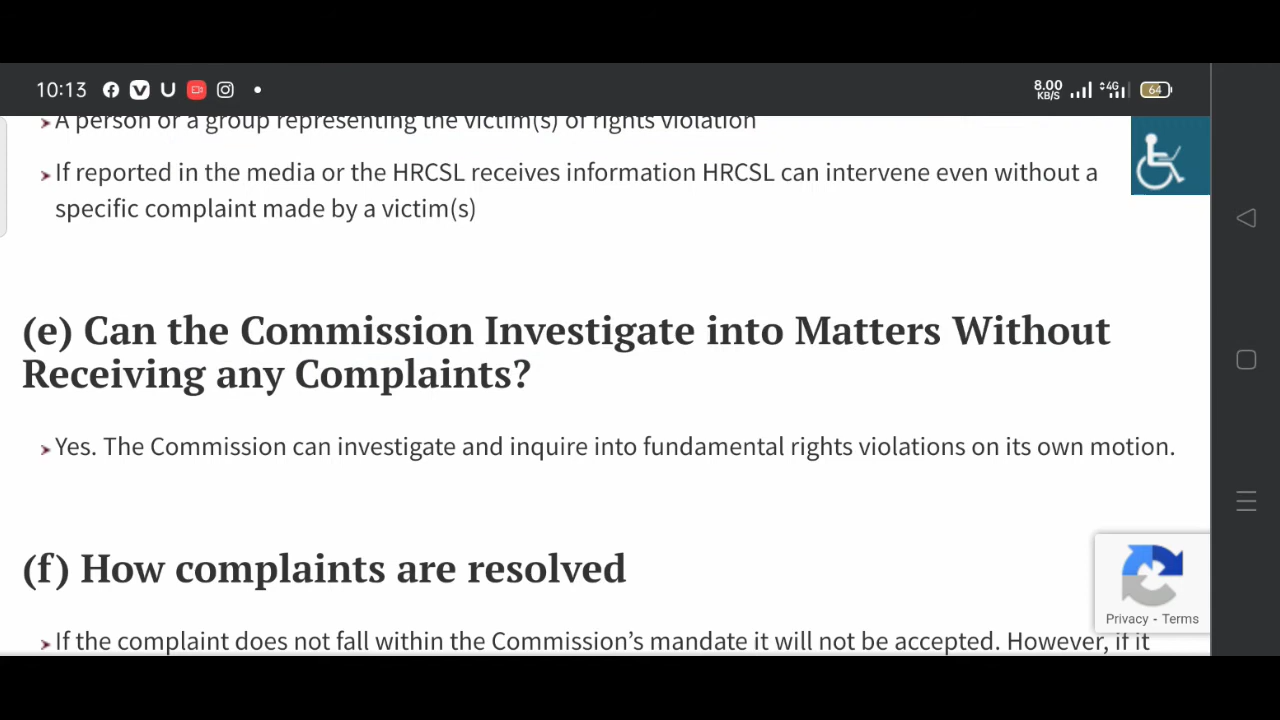 10:13
8.00
KB/S
4G
64
A person or a group representing the victim(s) of rights violation
If reported in the media or the HRCSL receives information HRCSL can intervene even without a
specific complaint made by a victim(s)
(e) Can the Commission Investigate into Matters Without
Receiving any Complaints?
Yes. The Commission can investigate and inquire into fundamental rights violations on its own motion.
(f) How complaints are resolved
Privacy - Terms
If the complaint does not fall within the Commission’s mandate it will not be accepted. However, if it